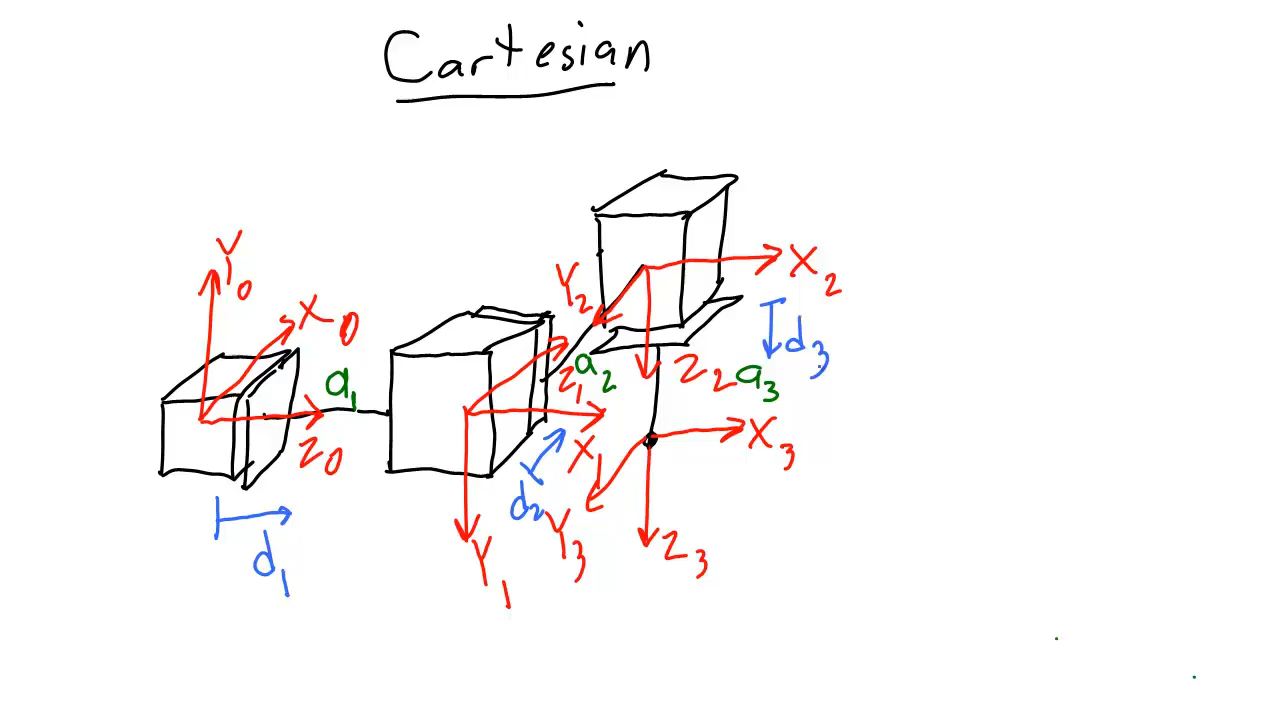 Cartesian
Y0
X0
Z0
a1
d1
Z1
X1
Y1
a2
d2
Y2
X2
Z2
a3
d3
X3
Y3
Z3